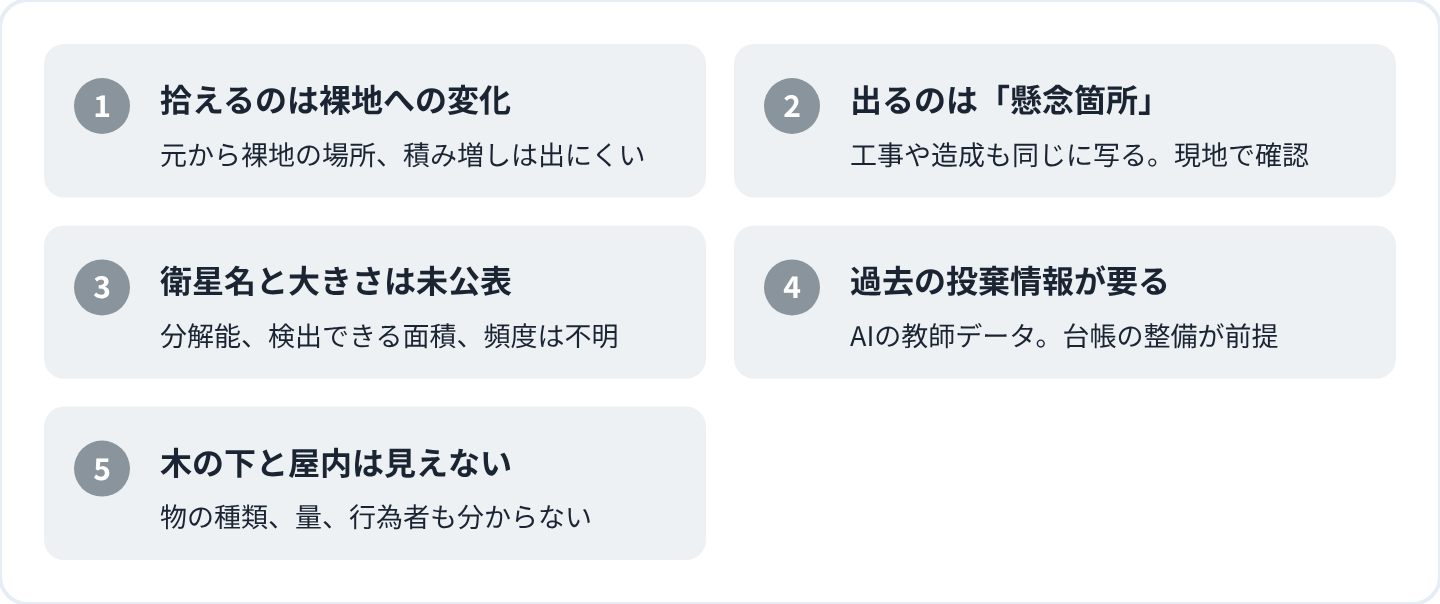 1
拾えるのは裸地への変化
元から裸地の場所、積み増しは出にくい
2
出るのは「懸念箇所」
工事や造成も同じに写る。現地で確認
3
衛星名と大きさは未公表
分解能、検出できる面積、頻度は不明
4
過去の投棄情報が要る
AIの教師データ。台帳の整備が前提
5
木の下と屋内は見えない
物の種類、量、行為者も分からない